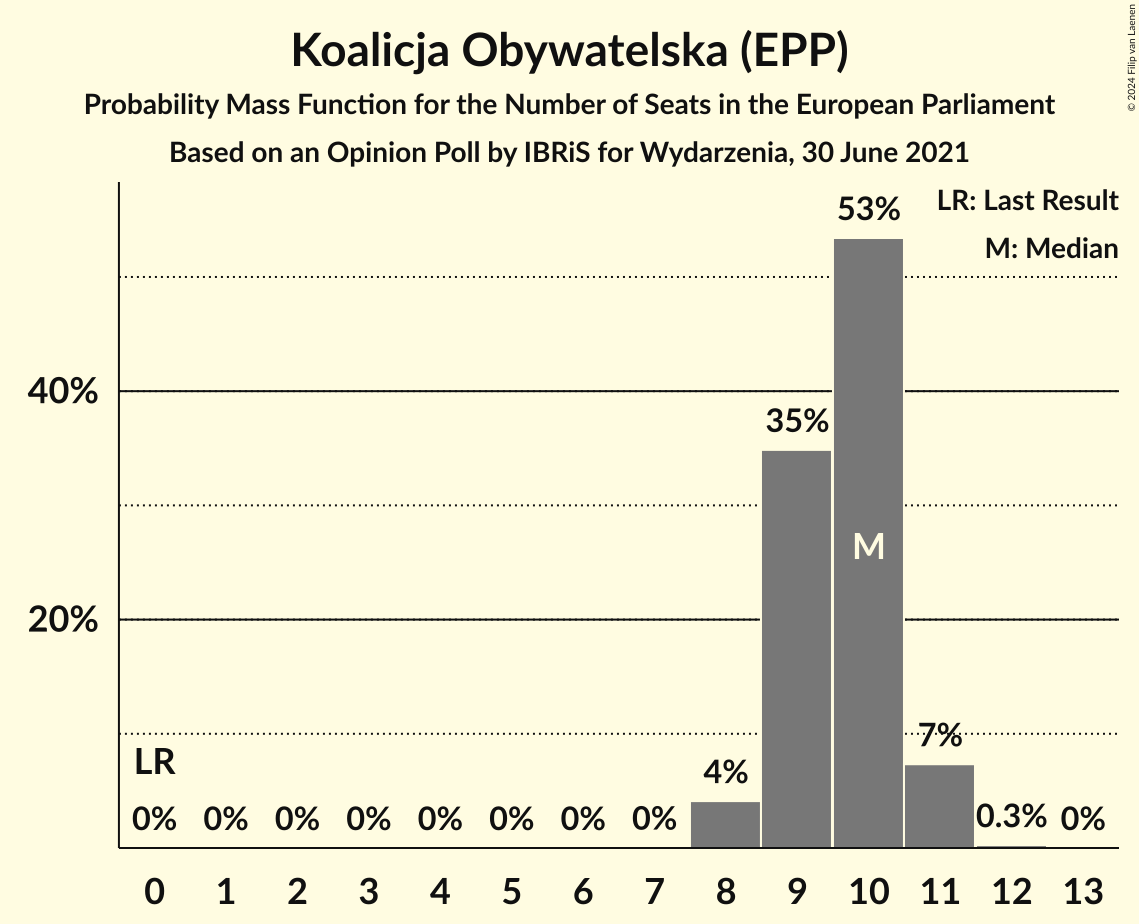 Koalicja Obywatelska (EPP)
Probability Mass Function for the Number of Seats in the European Parliament
Based on an Opinion Poll by IBRiS for Wydarzenia, 30 June 2021
© 2024 Filip van Laenen
LR: Last Result
M: Median
53%
40%
35%
M
20%
7%
LR
4%
0% 0% 0% 0% 0% 0% 0% 0% 0.3% 0%
0 1 2 3 4 5 6 7 8 9 10 11 12 13